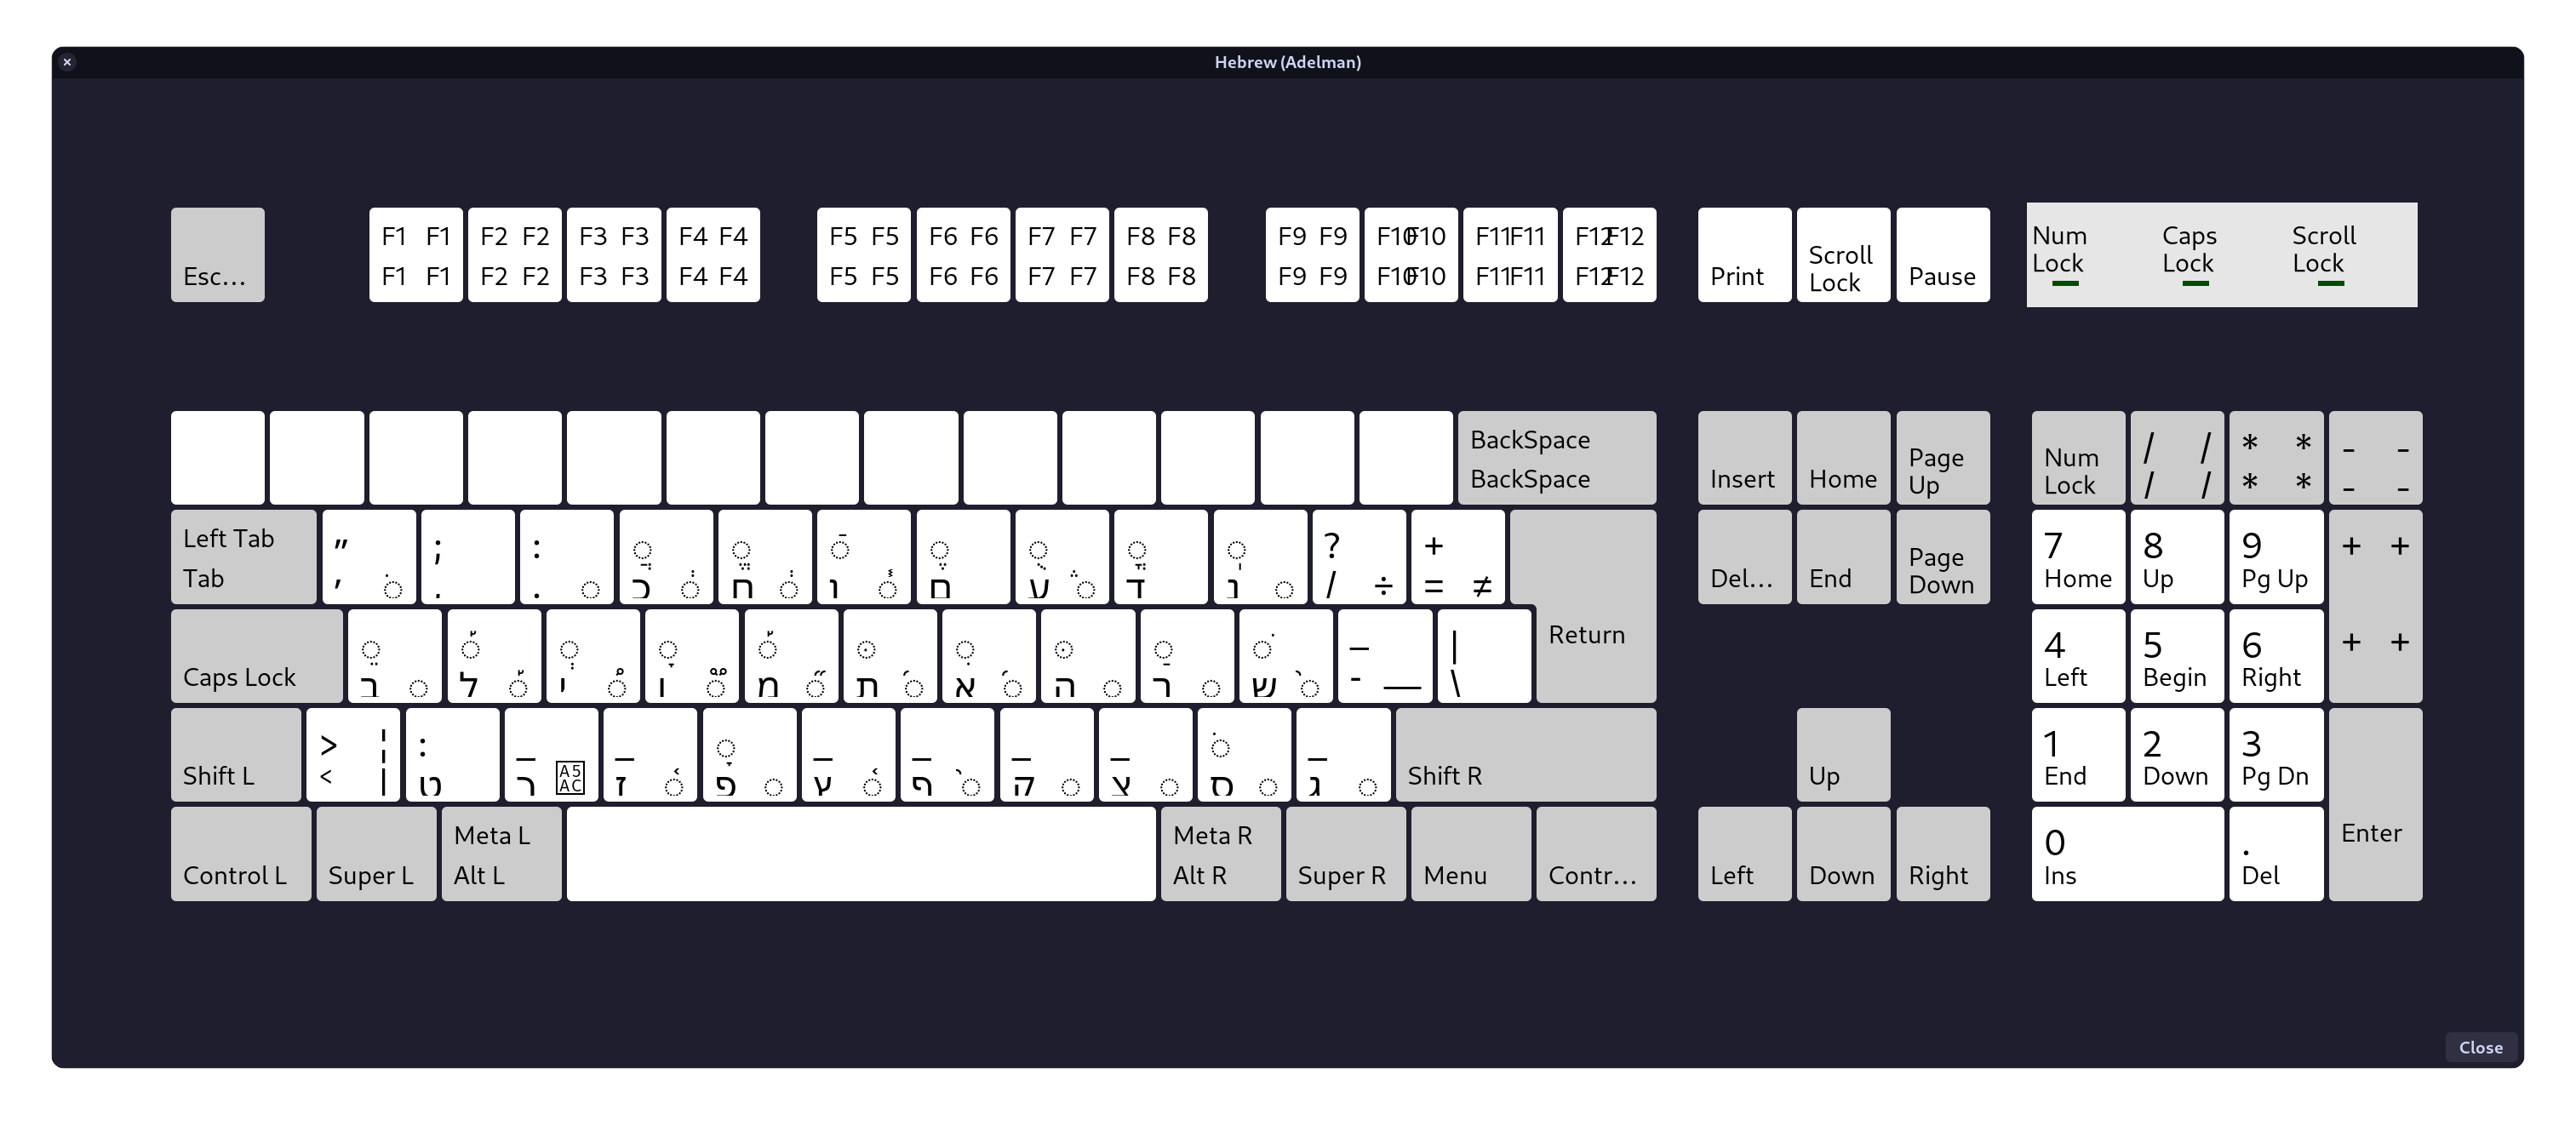 Hebrew (Adelman)
Esc...
F1 F1 F2 F2 F3 F3 F4 F4 F5 F5 F6 F6 F7 F7 F8 F8 F9 F9 F10 F10 F11 F11 F12 F12
F1 F1 F2 F2 F3 F3 F4 F4 F5 F5 F6 F6 F7 F7 F8 F8 F9 F9 F10 F10 F11 F11 F12 F12
Print
Scroll
Lock
Pause
Num
Lock
Caps
Lock
Scroll
Lock
BackSpace
BackSpace
Insert
Home
Page
Up
Num
Lock
/ / * * - -
/ / * * - -
Left Tab
Tab
״ ; : ? +
׳ , . כ ח ו ם ע ד נ / ÷ = ≠
Return
Del...
End
Page
Down
7
Home
8
Up
9
Pg Up
+ +
+ +
Caps Lock
– |
ב ל י ו מ ת א ה ר ש - — \
4
Left
5
Begin
6
Right
Shift L
> ¦ : _ _ _ _ _ _ _
< | ט ר A5AC ז פ ץ ף ק צ ס ג
Shift R
Up
1
End
2
Down
3
Pg Dn
Enter
Control L
Super L
Meta L
Alt L
Meta R
Alt R
Super R
Menu
Contr...
Left
Down
Right
0
Ins
.
Del
Close